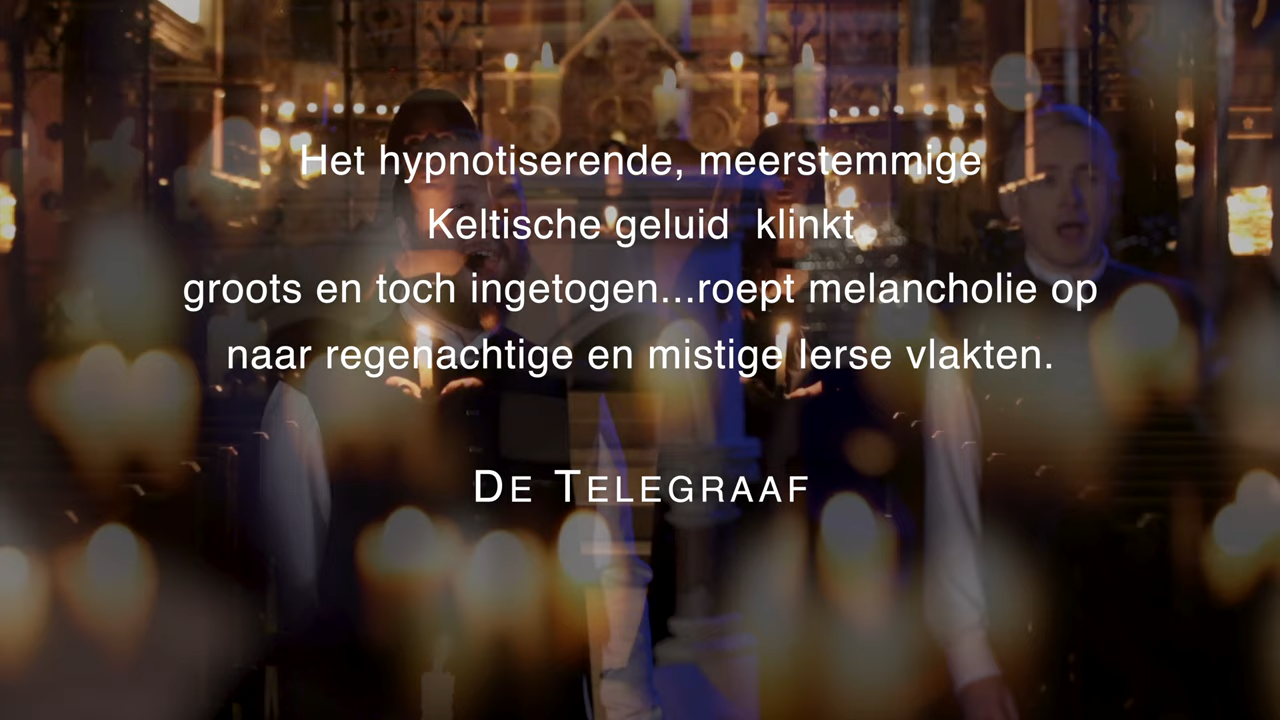 Het hypnotiserende, meerstemmige
Keltische geluid  klinkt
groots en toch ingetogen...roept melancholie op
naar regenachtige en mistige Ierse vlakten.
DE TELEGRAAF